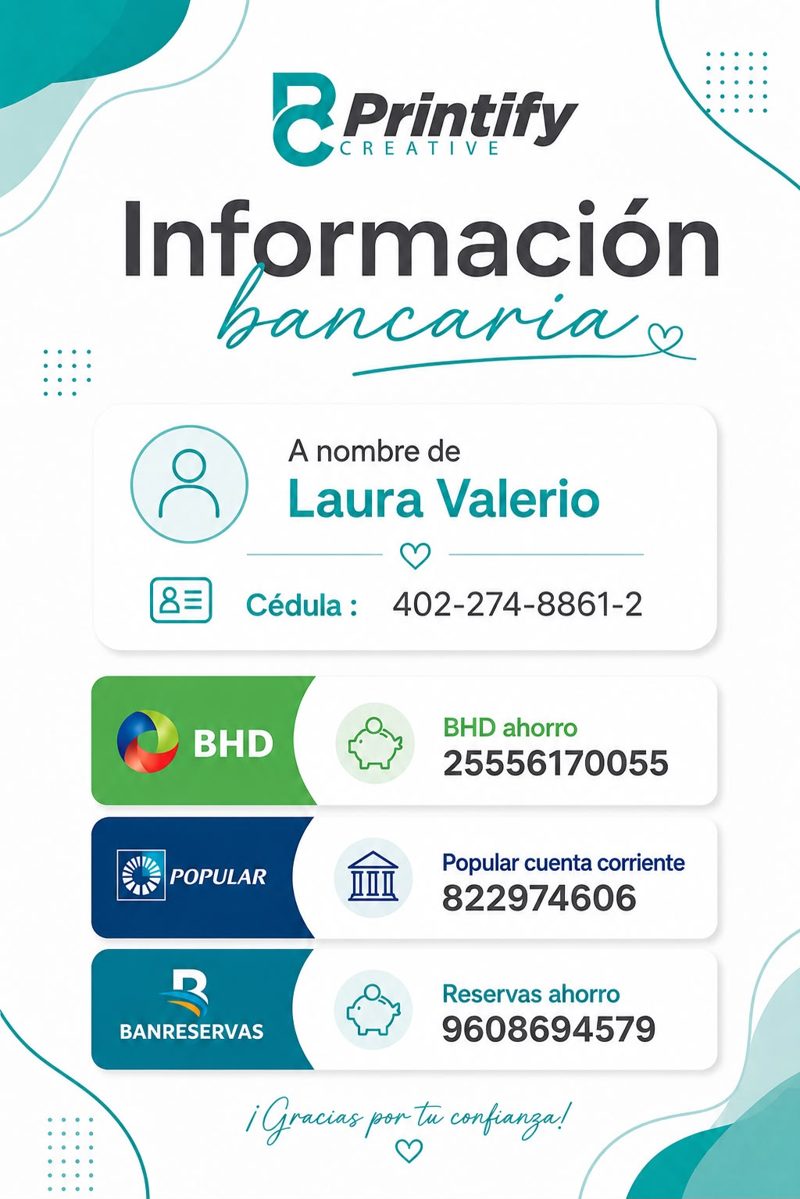 Printify
CREATIVE
Información
bancaria
A nombre de
Laura Valerio
Cédula : 402-274-8861-2
BHD
BHD ahorro
25556170055
POPULAR
Popular cuenta corriente
822974606
BANRESERVAS
Reservas ahorro
9608694579
¡Gracias por tu confianza!